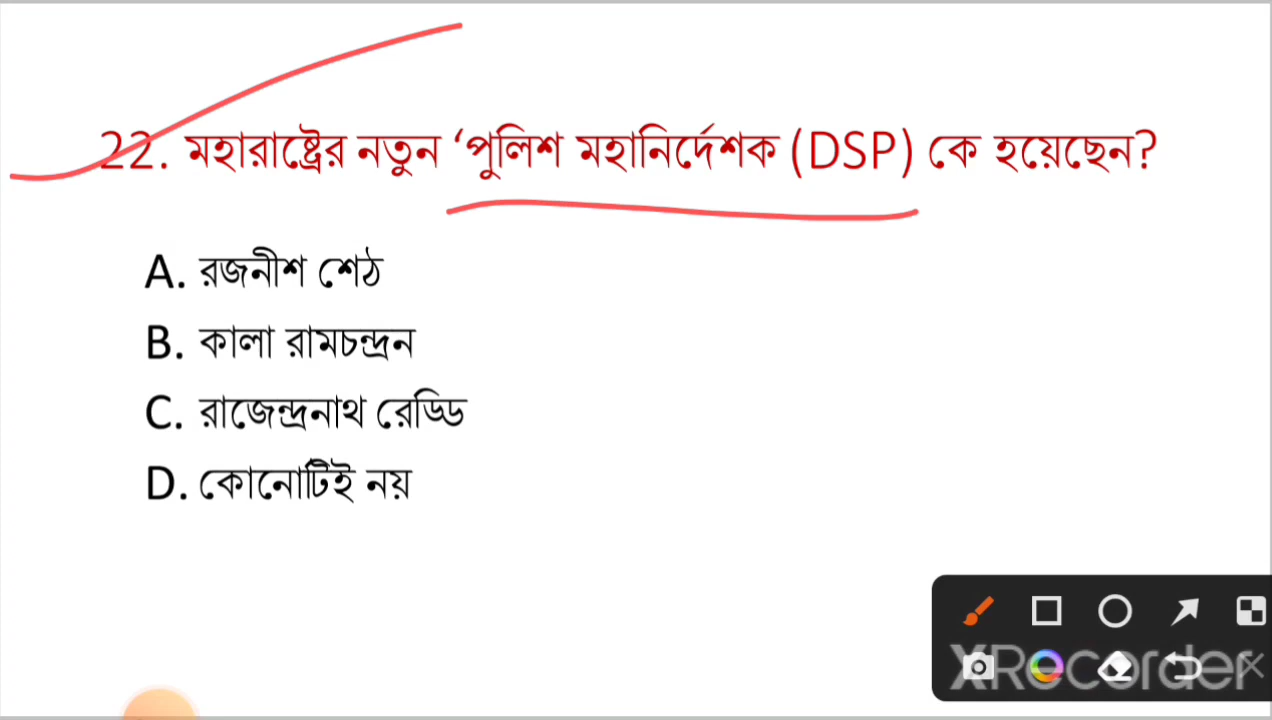 22. মহারাষ্ট্রের নতুন ‘পুলিশ মহানির্দেশক (DSP) কে হয়েছেন?
A. রজনীশ শেঠ
B. কালা রামচন্দ্রন
C. রাজেন্দ্রনাথ রেড্ডি
D. কোনোটিই নয়
XRecorder